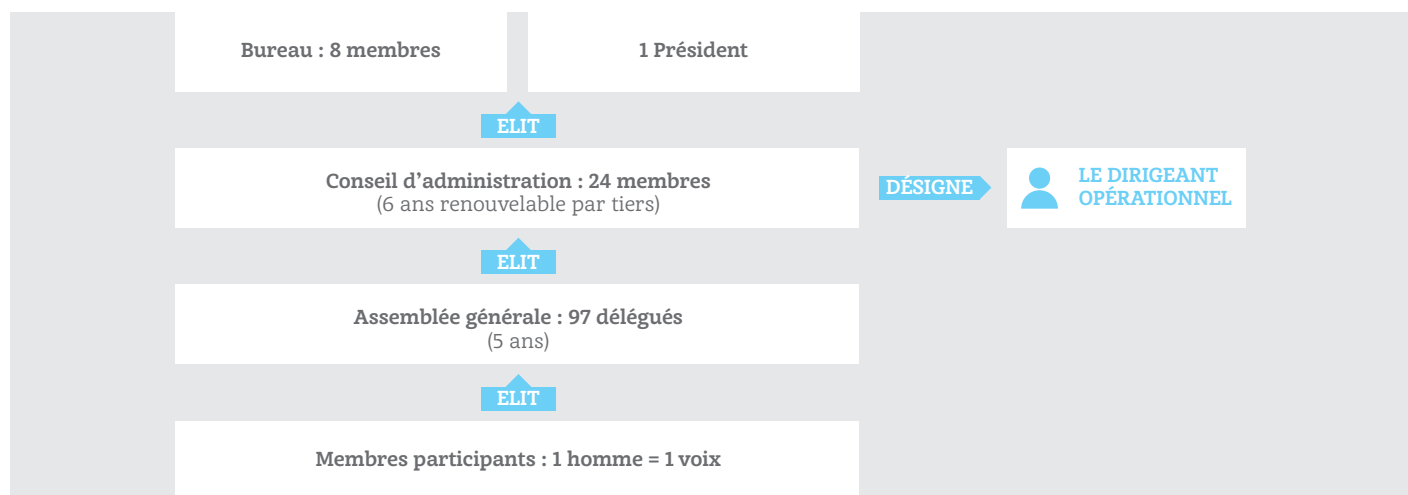 Bureau : 8 membres
1 Président
ELIT
Conseil d’administration : 24 membres
(6 ans renouvelable par tiers)
DÉSIGNE
LE DIRIGEANT
OPÉRATIONNEL
ELIT
Assemblée générale : 97 délégués
(5 ans)
ELIT
Membres participants : 1 homme = 1 voix